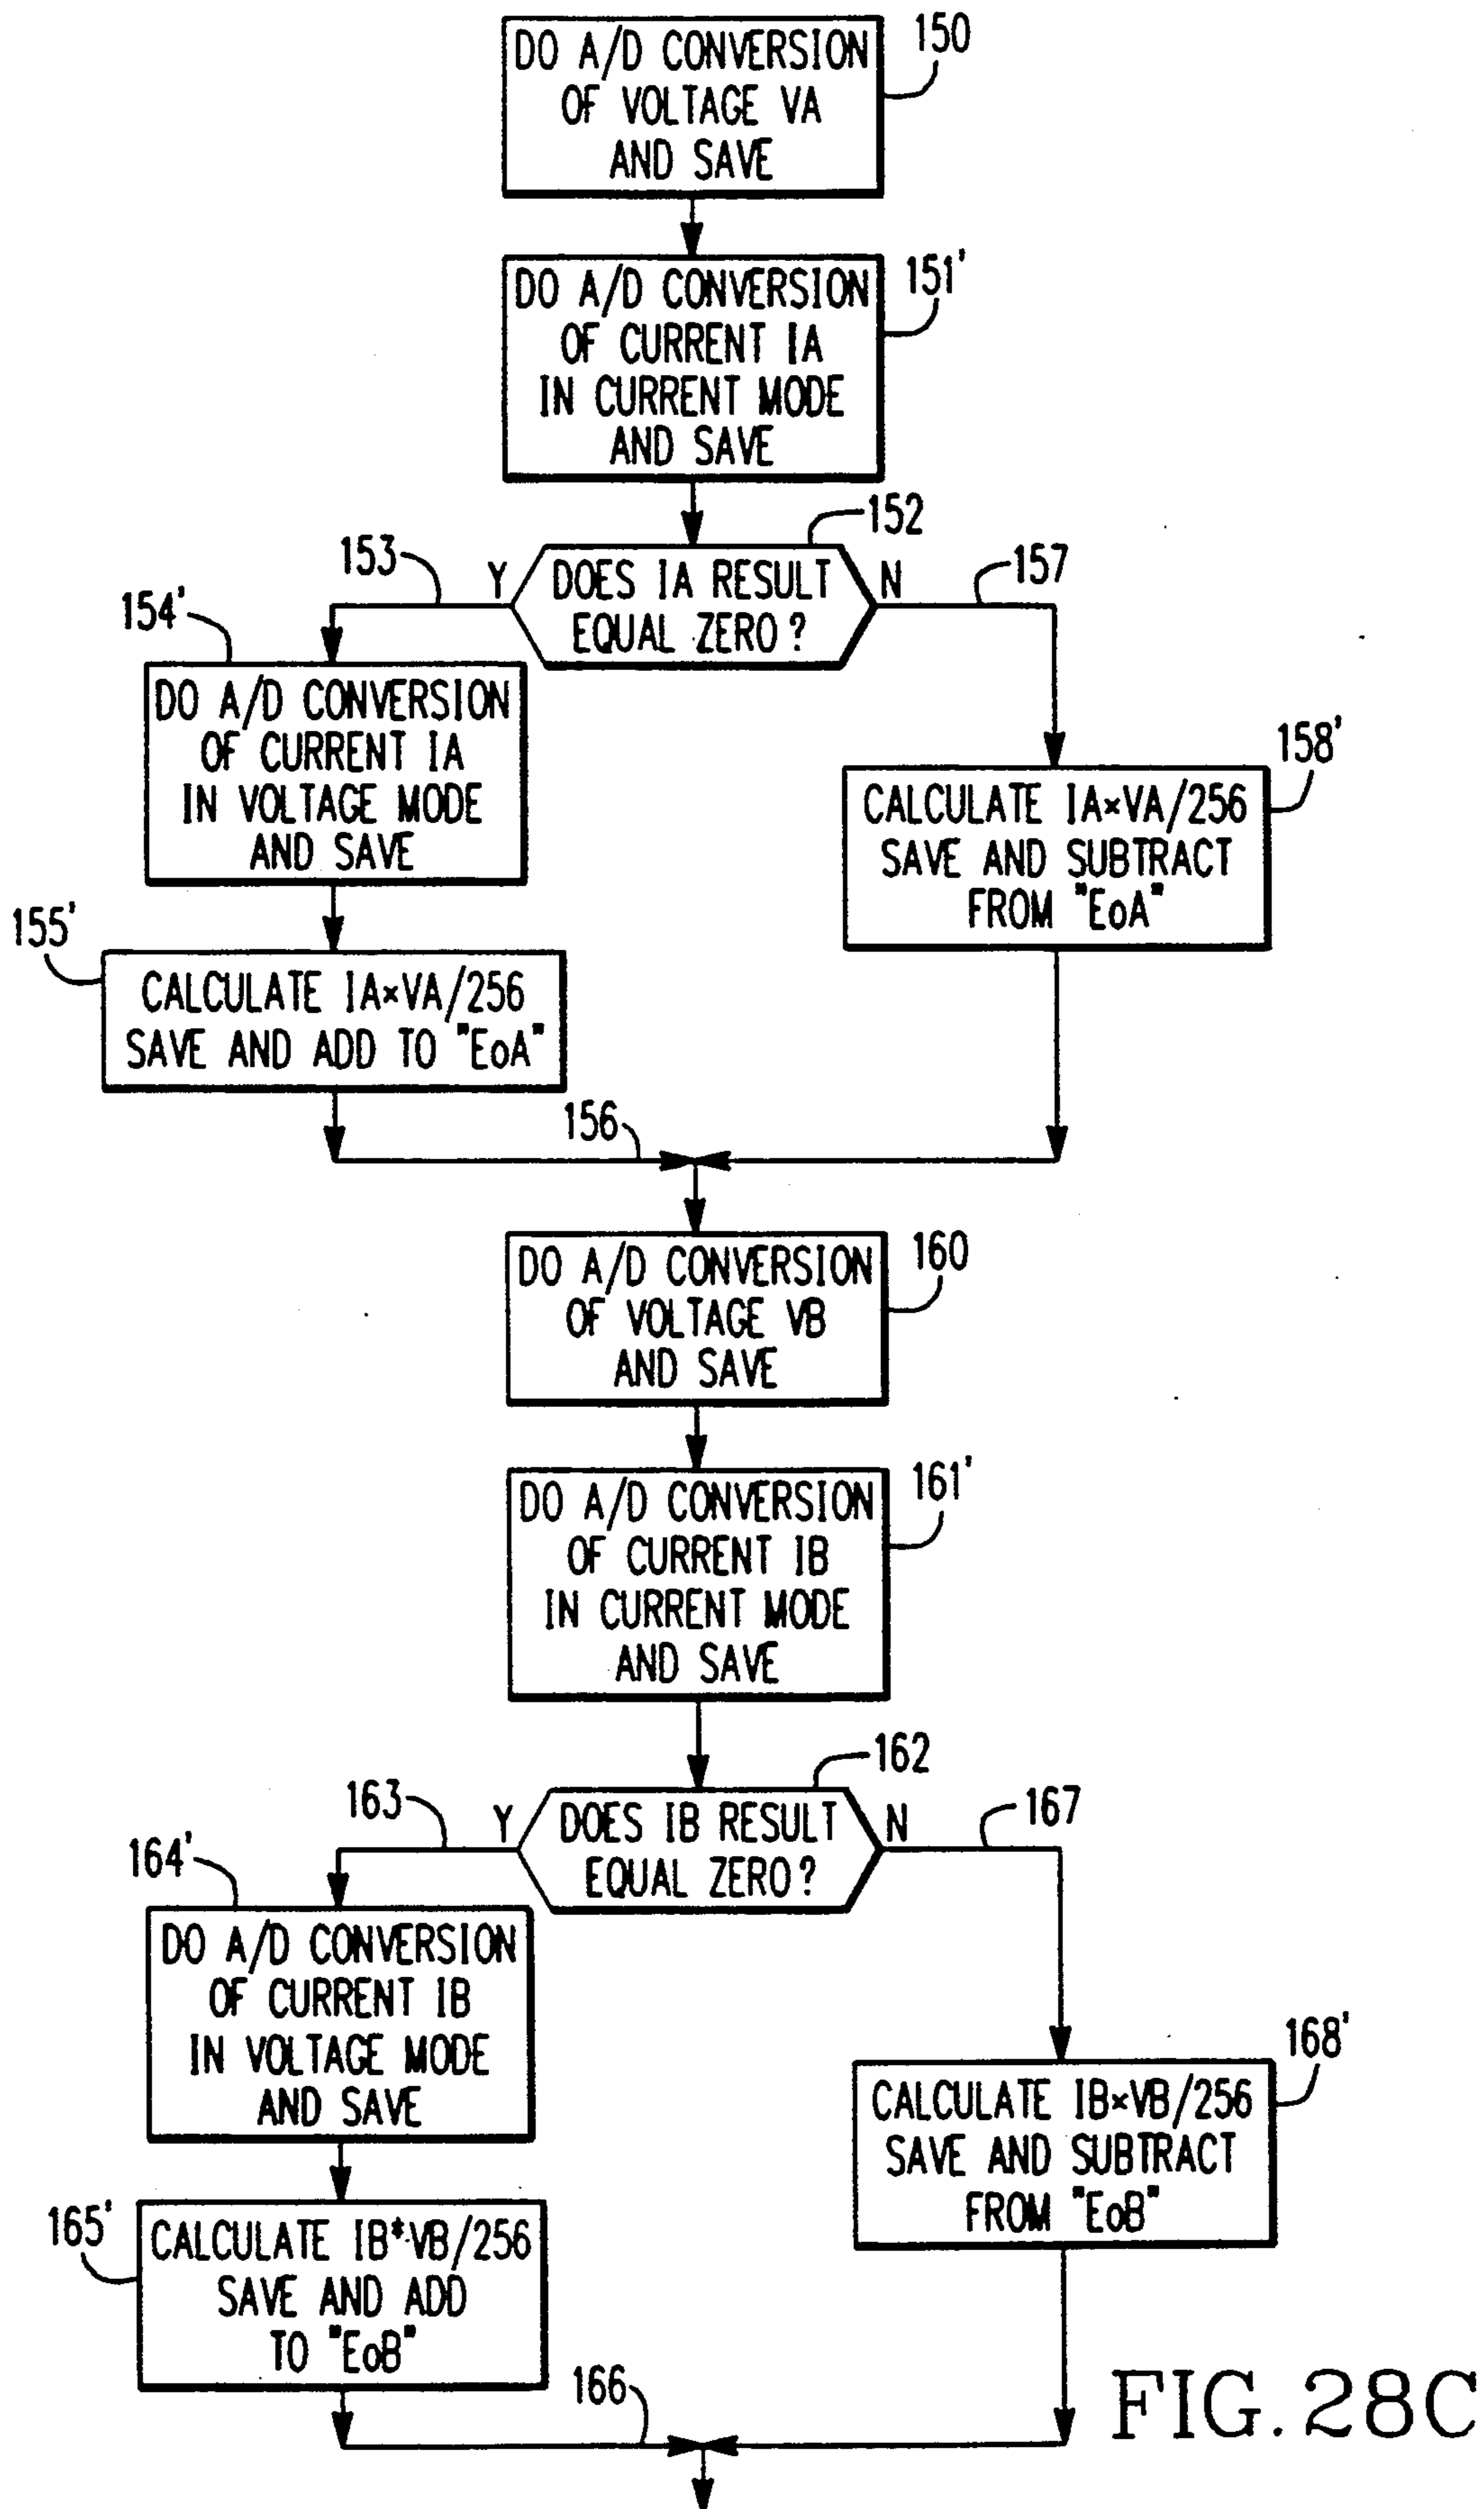 DO A/D CONVERSION
OF VOLTAGE VA
AND SAVE
150
DO A/D CONVERSION
OF CURRENT IA
IN CURRENT MODE
AND SAVE
151'
152
153
Y
DOES IA RESULT
EQUAL ZERO?
N
157
154'
DO A/D CONVERSION
OF CURRENT IA
IN VOLTAGE MODE
AND SAVE
158'
CALCULATE IA×VA/256
SAVE AND SUBTRACT
FROM "EoA"
155'
CALCULATE IA×VA/256
SAVE AND ADD TO "EoA"
156
DO A/D CONVERSION
OF VOLTAGE VB
AND SAVE
160
DO A/D CONVERSION
OF CURRENT IB
IN CURRENT MODE
AND SAVE
161'
162
163
Y
DOES IB RESULT
EQUAL ZERO?
N
167
164'
DO A/D CONVERSION
OF CURRENT IB
IN VOLTAGE MODE
AND SAVE
168'
CALCULATE IB×VB/256
SAVE AND SUBTRACT
FROM "EoB"
165'
CALCULATE IB*VB/256
SAVE AND ADD
TO "EoB"
166
FIG. 28C